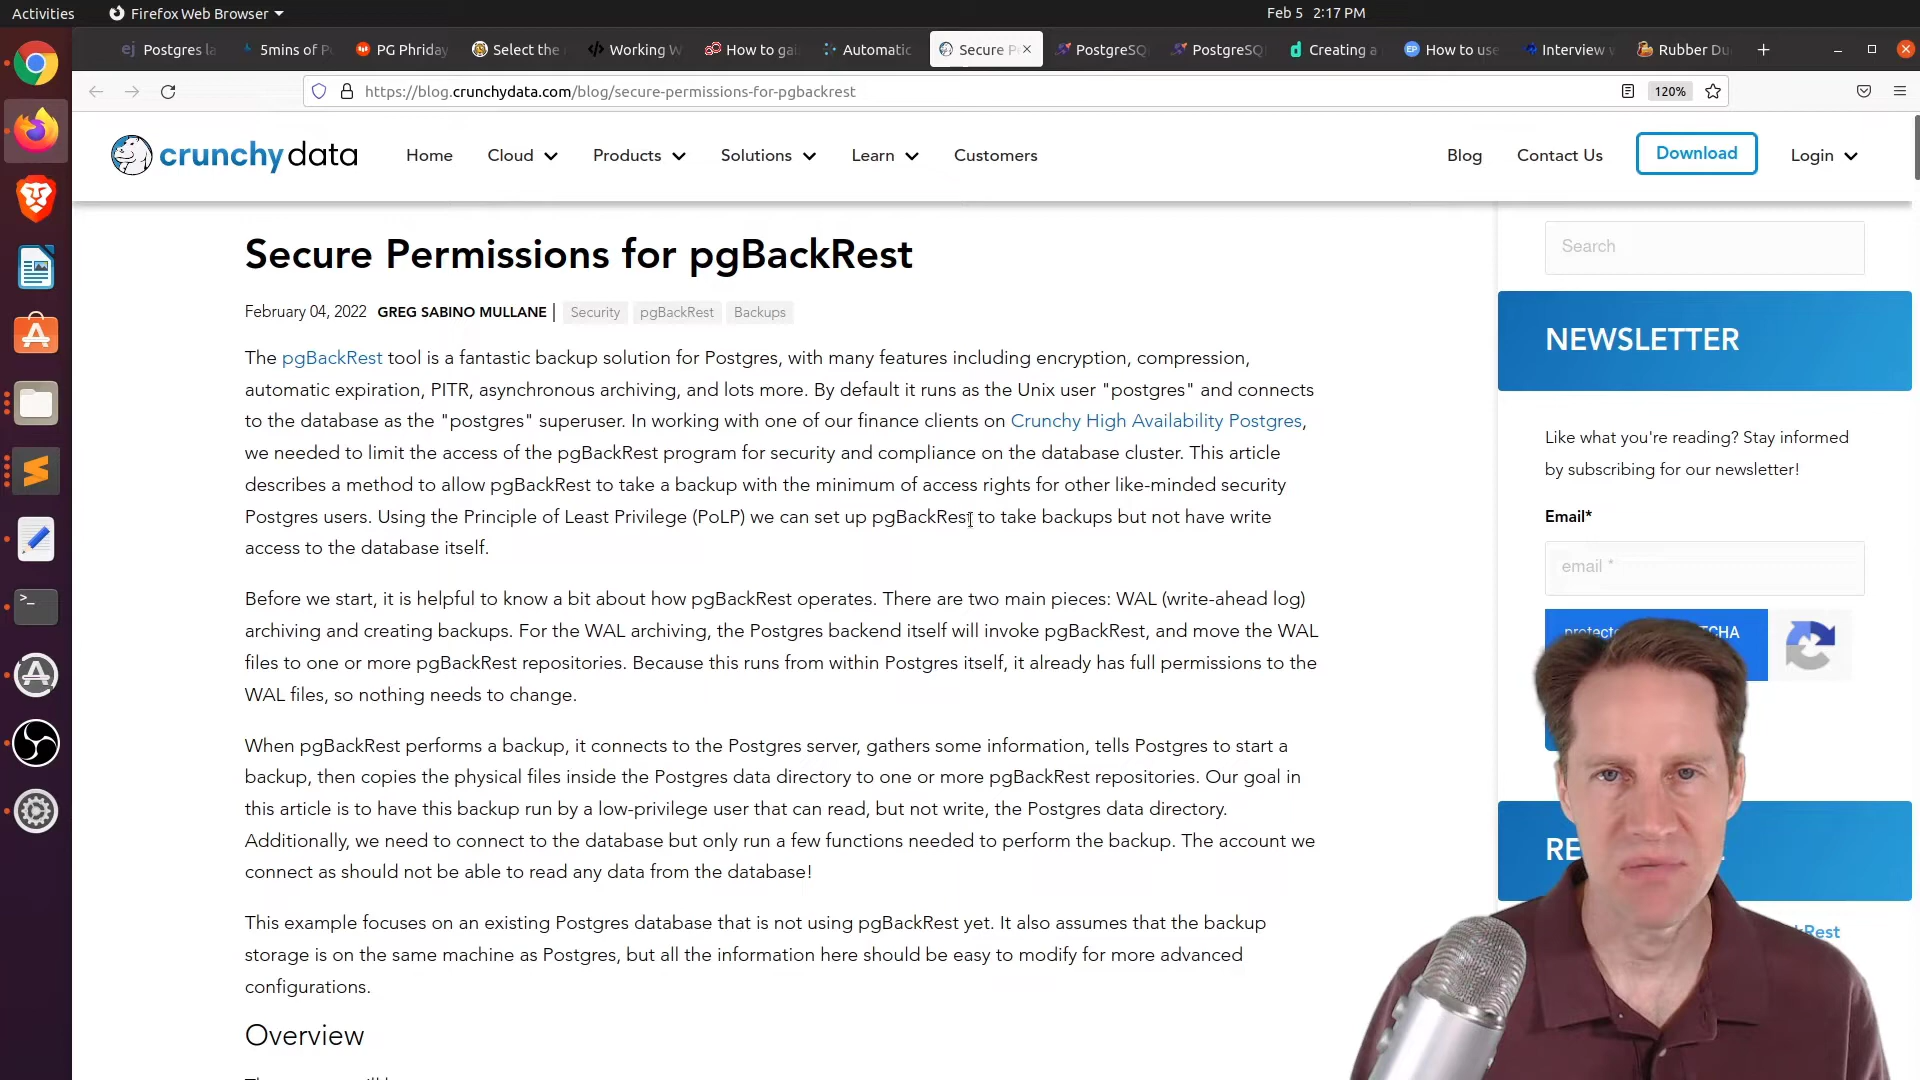 Activities
Firefox Web Browser
Feb 5 2:17 PM
Postgres la
5mins of P
PG Phriday
Select the
Working W
How to gai
Automatic
Secure P
PostgreSQ
PostgreSQ
Creating a
How to use
Interview
Rubber Du
https://blog.crunchydata.com/blog/secure-permissions-for-pgbackrest
120%
crunchydata
Home
Cloud
Products
Solutions
Learn
Customers
Blog
Contact Us
Download
Login
Secure Permissions for pgBackRest
February 04, 2022 GREG SABINO MULLANE | Security pgBackRest Backups
The pgBackRest tool is a fantastic backup solution for Postgres, with many features including encryption, compression,
automatic expiration, PITR, asynchronous archiving, and lots more. By default it runs as the Unix user "postgres" and connects
to the database as the "postgres" superuser. In working with one of our finance clients on Crunchy High Availability Postgres,
we needed to limit the access of the pgBackRest program for security and compliance on the database cluster. This article
describes a method to allow pgBackRest to take a backup with the minimum of access rights for other like-minded security
Postgres users. Using the Principle of Least Privilege (PoLP) we can set up pgBackRest to take backups but not have write
access to the database itself.
Before we start, it is helpful to know a bit about how pgBackRest operates. There are two main pieces: WAL (write-ahead log)
archiving and creating backups. For the WAL archiving, the Postgres backend itself will invoke pgBackRest, and move the WAL
files to one or more pgBackRest repositories. Because this runs from within Postgres itself, it already has full permissions to the
WAL files, so nothing needs to change.
When pgBackRest performs a backup, it connects to the Postgres server, gathers some information, tells Postgres to start a
backup, then copies the physical files inside the Postgres data directory to one or more pgBackRest repositories. Our goal in
this article is to have this backup run by a low-privilege user that can read, but not write, the Postgres data directory.
Additionally, we need to connect to the database but only run a few functions needed to perform the backup. The account we
connect as should not be able to read any data from the database!
This example focuses on an existing Postgres database that is not using pgBackRest yet. It also assumes that the backup
storage is on the same machine as Postgres, but all the information here should be easy to modify for more advanced
configurations.
Overview
Search
NEWSLETTER
Like what you're reading? Stay informed
by subscribing for our newsletter!
Email*
email *